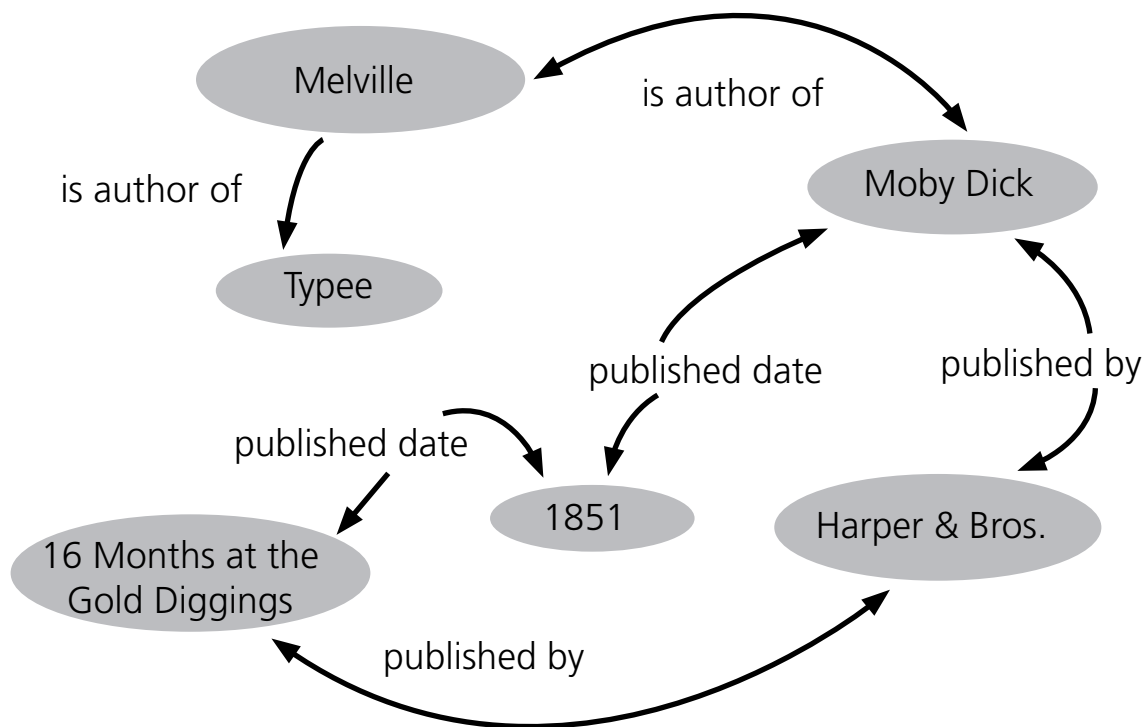 Melville
is author of
Moby Dick
is author of
Typee
published date
published by
published date
1851
Harper & Bros.
16 Months at the
Gold Diggings
published by